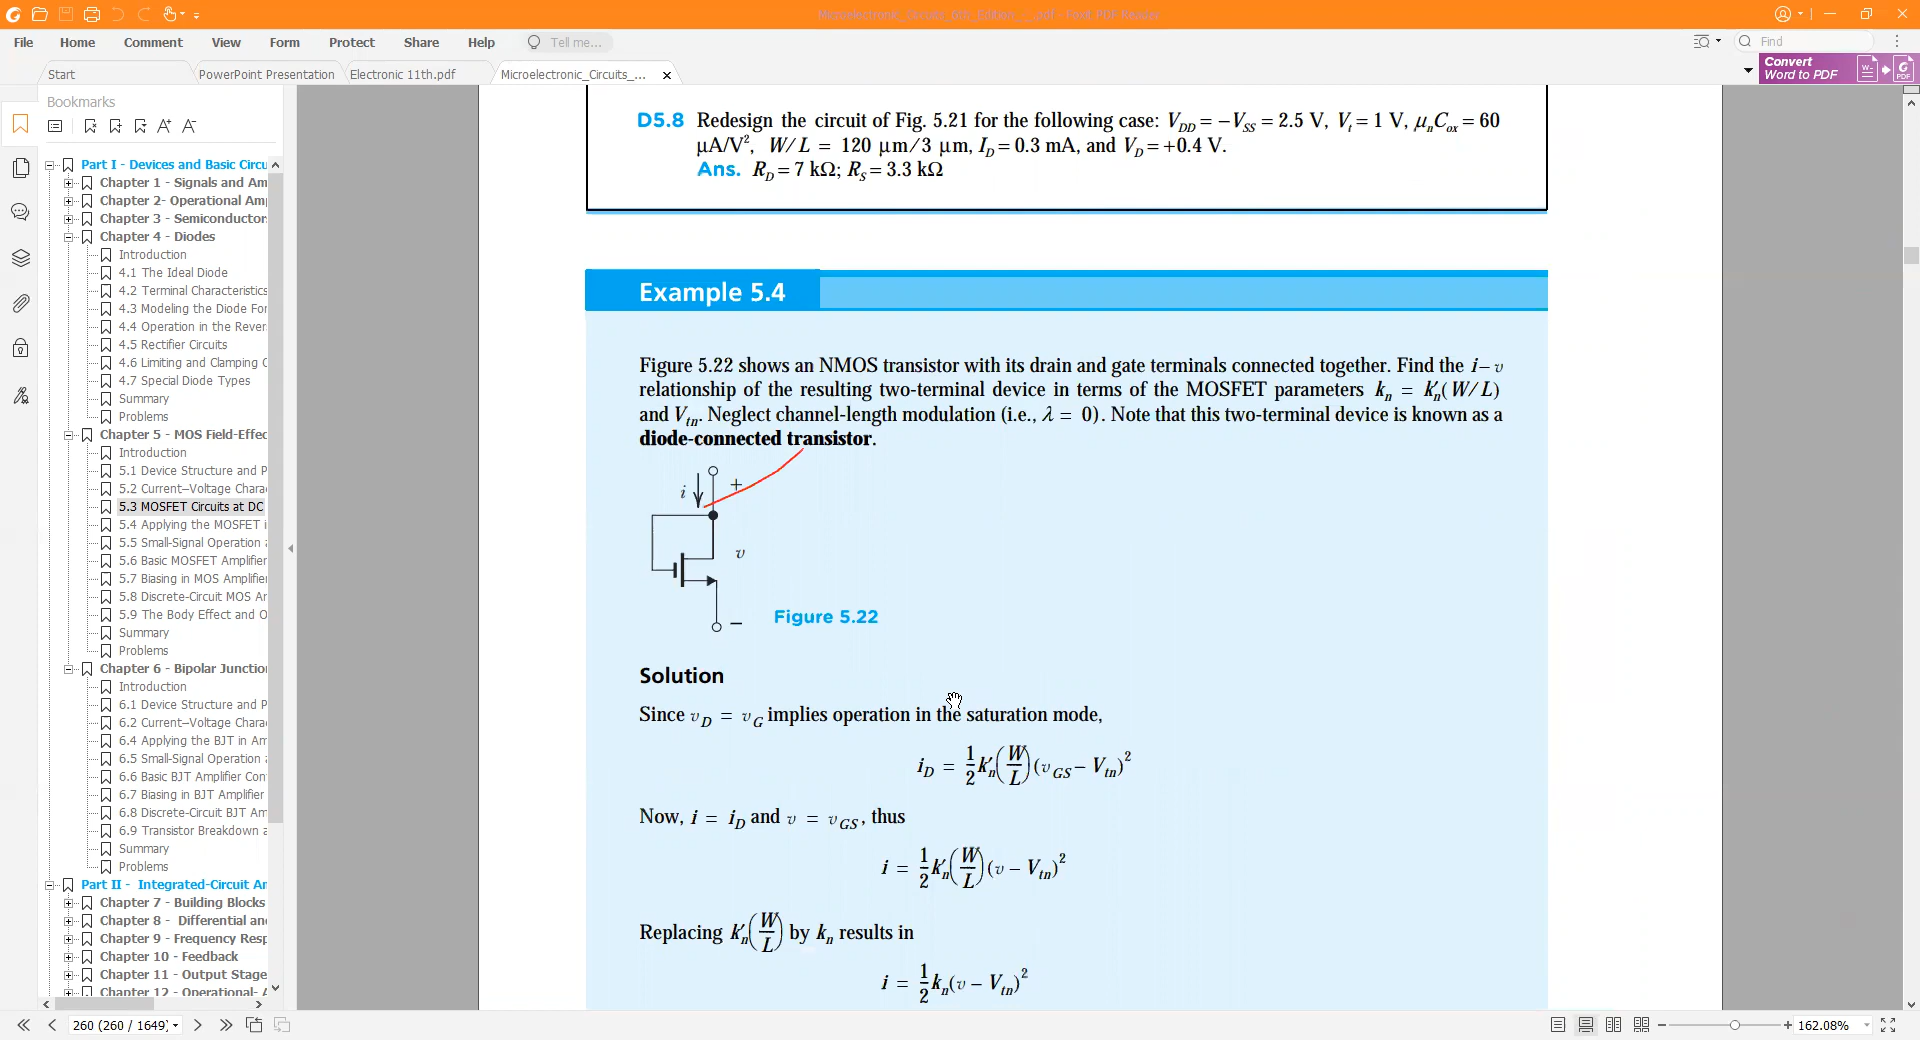 Microelectronic_Circuits_6th_Edition_..._.pdf - Foxit PDF Reader
File Home Comment View Form Protect Share Help Tell me... Find
Start PowerPoint Presentation Electronic 11th.pdf Microelectronic_Circuits_... Convert Word to PDF
Bookmarks
Part I - Devices and Basic Circu
Chapter 1 - Signals and Am
Chapter 2- Operational Am
Chapter 3 - Semiconductor
Chapter 4 - Diodes
Introduction
4.1 The Ideal Diode
4.2 Terminal Characteristics
4.3 Modeling the Diode For
4.4 Operation in the Rever
4.5 Rectifier Circuits
4.6 Limiting and Clamping C
4.7 Special Diode Types
Summary
Problems
Chapter 5 - MOS Field-Effec
Introduction
5.1 Device Structure and P
5.2 Current–Voltage Chara
5.3 MOSFET Circuits at DC
5.4 Applying the MOSFET i
5.5 Small-Signal Operation a
5.6 Basic MOSFET Amplifie
5.7 Biasing in MOS Amplifie
5.8 Discrete-Circuit MOS Ar
5.9 The Body Effect and O
Summary
Problems
Chapter 6 - Bipolar Junctio
Introduction
6.1 Device Structure and P
6.2 Current–Voltage Chara
6.4 Applying the BJT in Am
6.5 Small-Signal Operation a
6.6 Basic BJT Amplifier Con
6.7 Biasing in BJT Amplifier
6.8 Discrete-Circuit BJT Am
6.9 Transistor Breakdown a
Summary
Problems
Part II - Integrated-Circuit Ar
Chapter 7 - Building Blocks
Chapter 8 - Differential and
Chapter 9 - Frequency Resp
Chapter 10 - Feedback
Chapter 11 - Output Stage
Chapter 12 - Operational- A
D5.8 Redesign the circuit of Fig. 5.21 for the following case: V_DD = −V_SS = 2.5 V, V_t = 1 V, μ_nC_ox = 60
μA/V², W/L = 120 μm/3 μm, I_D = 0.3 mA, and V_D = +0.4 V.
Ans. R_D = 7 kΩ; R_S = 3.3 kΩ
Example 5.4
Figure 5.22 shows an NMOS transistor with its drain and gate terminals connected together. Find the i–v
relationship of the resulting two-terminal device in terms of the MOSFET parameters k_n = k′_n(W/L)
and V_tn. Neglect channel-length modulation (i.e., λ = 0). Note that this two-terminal device is known as a
diode-connected transistor.
i +
v
−
Figure 5.22
Solution
Since v_D = v_G implies operation in the saturation mode,
i_D = 1/2 k′_n(W/L)(v_GS − V_tn)²
Now, i = i_D and v = v_GS, thus
i = 1/2 k′_n(W/L)(v − V_tn)²
Replacing k′_n(W/L) by k_n results in
i = 1/2 k_n(v − V_tn)²
260 (260 / 1649) 162.08%